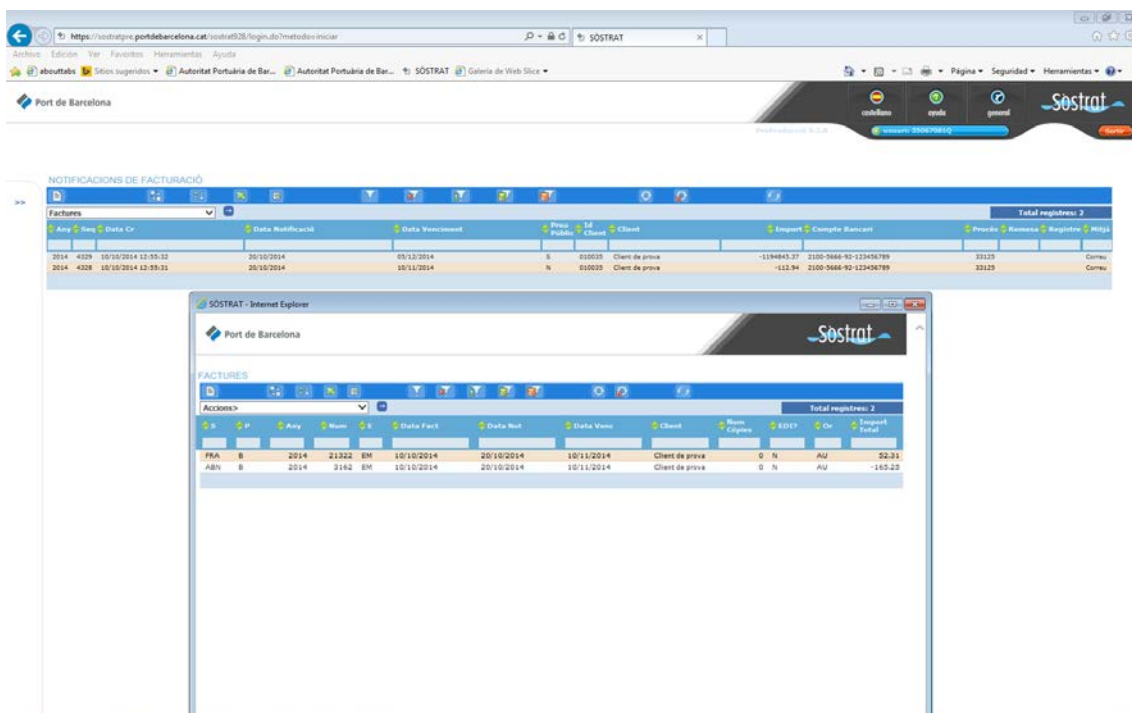 https://sostratpre.portdebarcelona.cat/sostrat928/login.do?metodo=iniciar
SÒSTRAT
Archivo Edición Ver Favoritos Herramientas Ayuda
abouttabs Sitios sugeridos Autoritat Portuària de Bar... Autoritat Portuària de Bar... SÒSTRAT Galería de Web Slice Página Seguridad Herramientas
Port de Barcelona castellano ayuda general Sòstrat
usuari: Sortir
NOTIFICACIONS DE FACTURACIÓ
>>
Factures Total registres: 2
Any Seq Data Cr Data Notificació Data Venciment Preu Públic Id Client Client Import Compte Bancari Procés Remesa Registre Mitjà
2014 4329 10/10/2014 12:55:32 20/10/2014 05/12/2014 S 010035 Client de prova -1194843.37 2100-5666-92-123456789 33125 Correu
2014 4328 10/10/2014 12:55:31 20/10/2014 10/11/2014 N 010035 Client de prova -112.94 2100-5666-92-123456789 33125 Correu
SÒSTRAT - Internet Explorer
Port de Barcelona Sòstrat
FACTURES
Accions> Total registres: 2
S P Any Num E Data Fact Data Not Data Venc Client Num Còpies EDI? Or Import Total
FRA B 2014 21322 EM 10/10/2014 20/10/2014 10/11/2014 Client de prova 0 N AU 52.31
ABN B 2014 3162 EM 10/10/2014 20/10/2014 10/11/2014 Client de prova 0 N AU -165.25